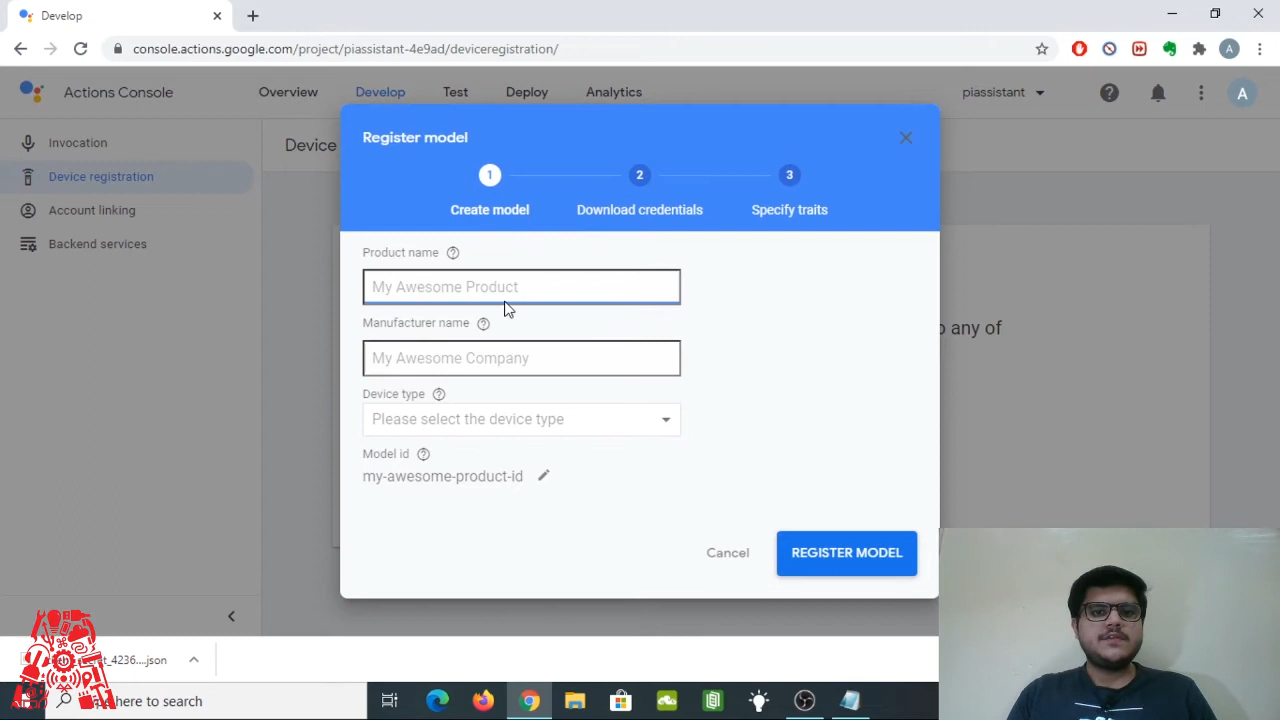 Develop
console.actions.google.com/project/piassistant-4e9ad/deviceregistration/
A
Actions Console
Overview
Develop
Test
Deploy
Analytics
piassistant
A
Invocation
Device registration
Account linking
Backend services
Device
Register model
1
2
3
Create model
Download credentials
Specify traits
Product name
My Awesome Product
Manufacturer name
My Awesome Company
Device type
Please select the device type
Model id
my-awesome-product-id
Cancel
REGISTER MODEL
any of
4236....json
here to search